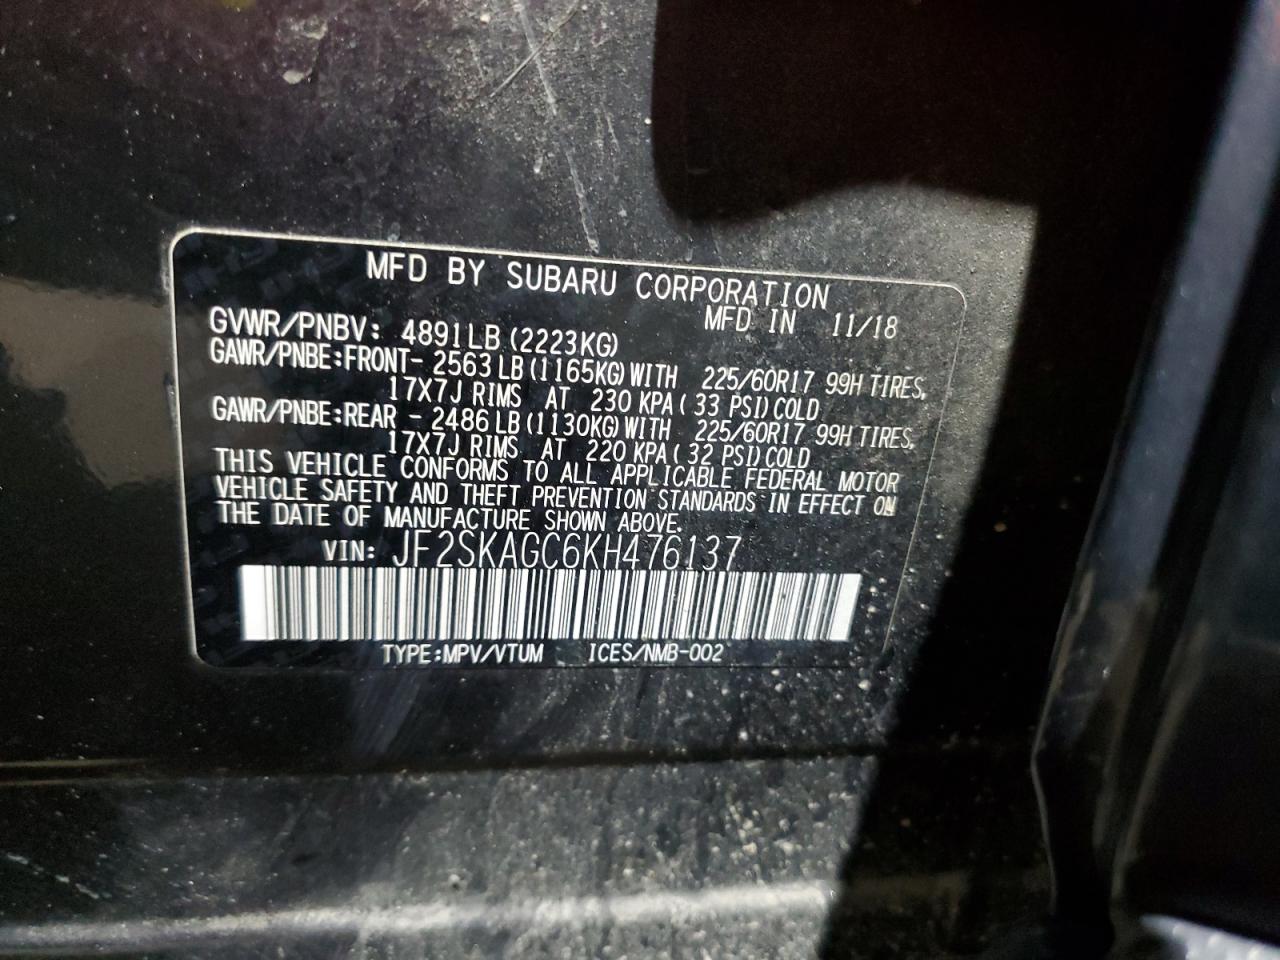 MFD BY SUBARU CORPORATION
MFD IN 11/18
GVWR/PNBV: 4891LB (2223KG)
GAWR/PNBE:FRONT- 2563LB (1165KG) WITH 225/60R17 99H TIRES,
17X7J RIMS AT 230 KPA ( 33 PSI) COLD
GAWR/PNBE:REAR - 2486LB (1130KG) WITH 225/60R17 99H TIRES,
17X7J RIMS AT 220 KPA ( 32 PSI) COLD
THIS VEHICLE CONFORMS TO ALL APPLICABLE FEDERAL MOTOR
VEHICLE SAFETY AND THEFT PREVENTION STANDARDS IN EFFECT ON
THE DATE OF MANUFACTURE SHOWN ABOVE.
VIN: JF2SKAGC6KH476137
TYPE:MPV/VTUM ICES/NMB-002